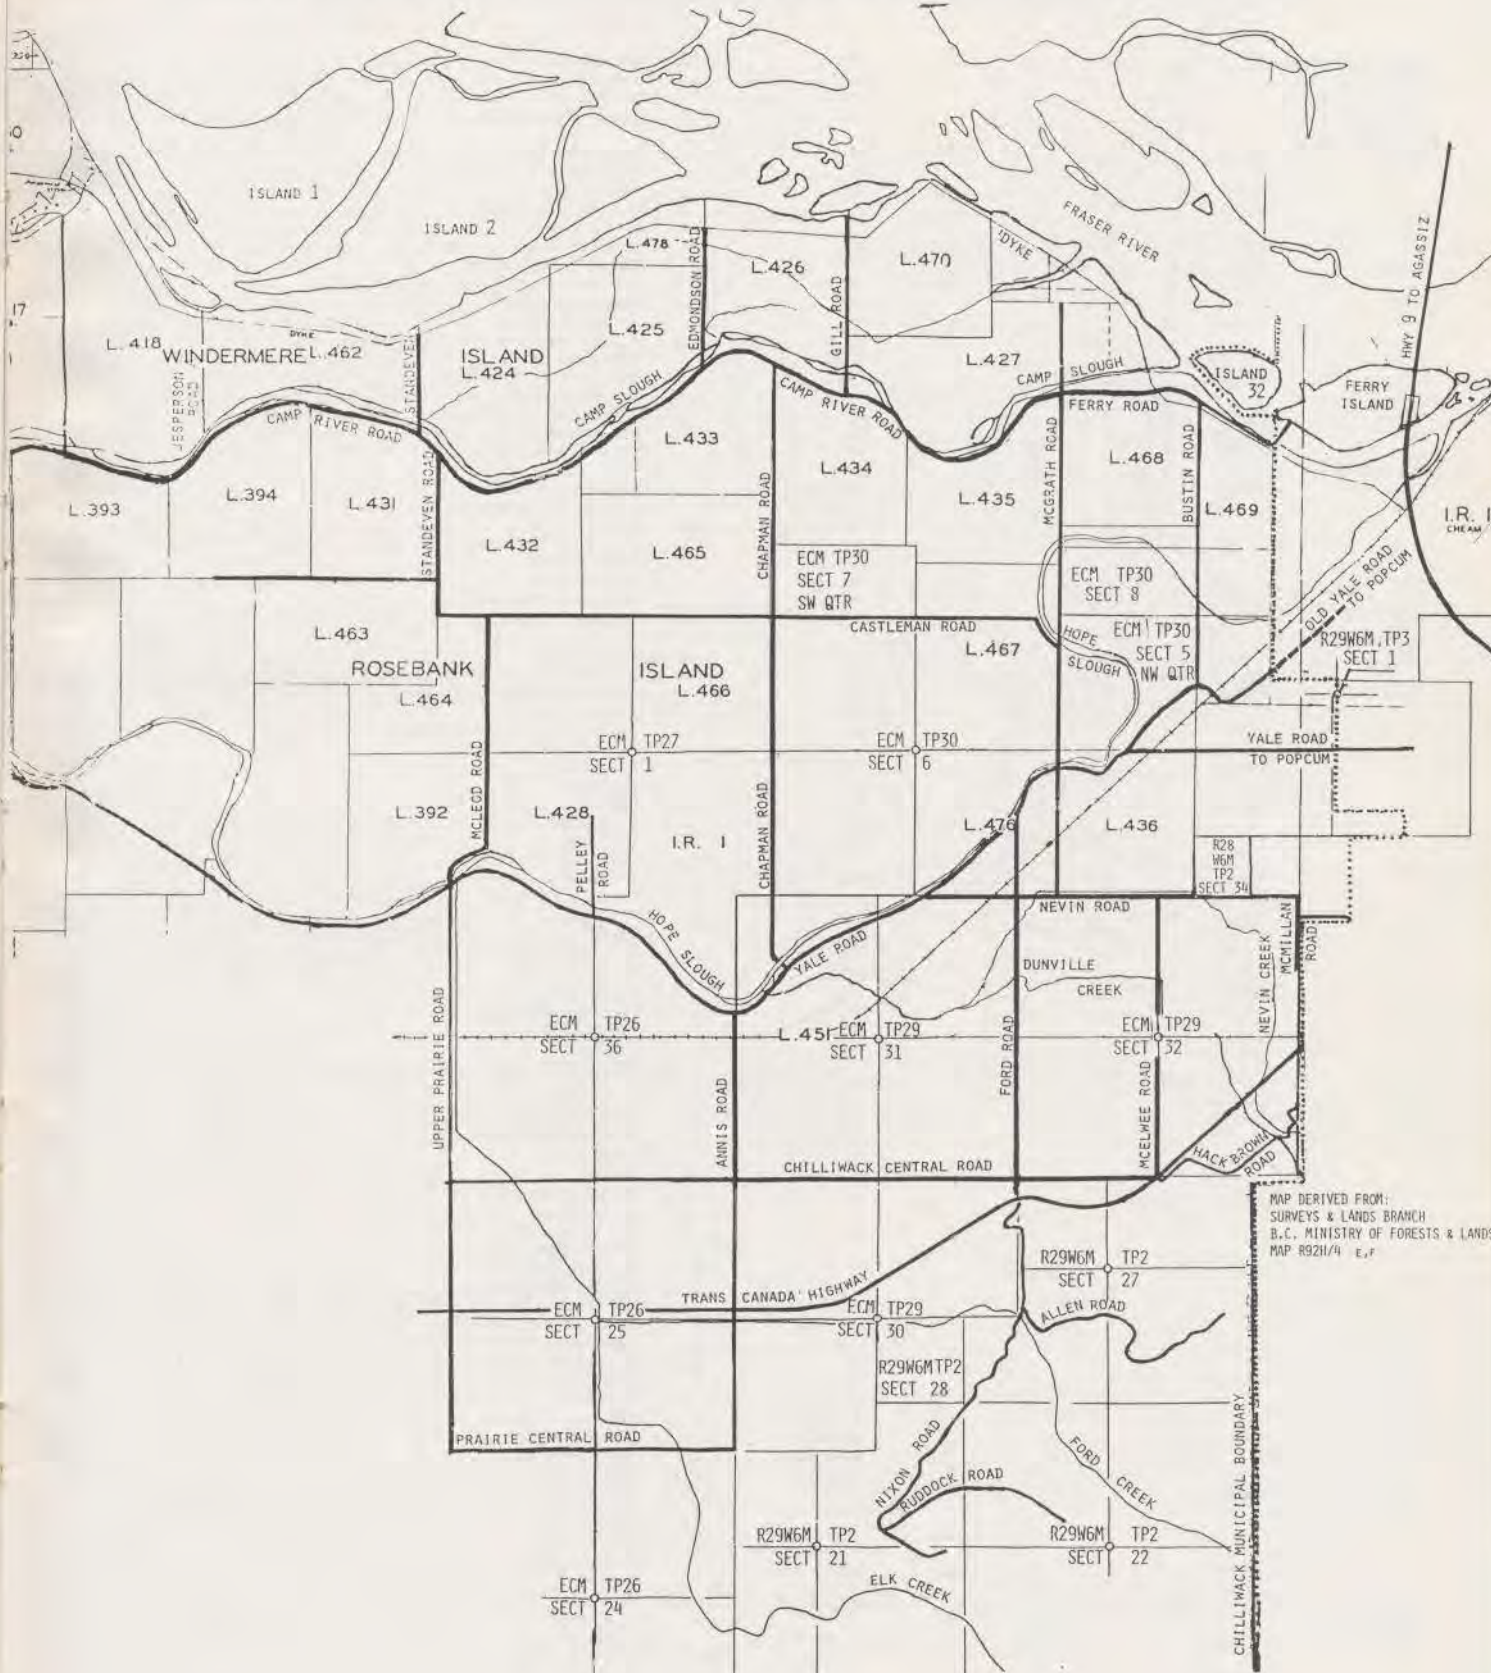 ISLAND 1
ISLAND 2
FRASER RIVER
HWY 9 TO AGASSIZ
L.478
L.426
L.470
DYKE
EDMONDSON ROAD
GILL ROAD
17
L.418
WINDERMERE
DYKE
L.462
STANDEVEN
ISLAND
L.424
L.425
L.427
CAMP SLOUGH
ISLAND
32
FERRY
ISLAND
JESPERSON
ROAD
CAMP RIVER ROAD
CAMP SLOUGH
CAMP RIVER ROAD
FERRY ROAD
L.433
L.434
L.468
L.393
L.394
L.431
STANDEVEN ROAD
L.435
MCGRATH ROAD
BUSTIN ROAD
L.469
I.R. 1
CHEAM
L.432
L.465
CHAPMAN ROAD
ECM TP30
SECT 7
SW QTR
ECM TP30
SECT 8
OLD YALE ROAD
TO POPCUM
L.463
CASTLEMAN ROAD
HOPE
SLOUGH
ECM TP30
SECT 5
NW QTR
R29W6M,TP3
SECT 1
ROSEBANK
ISLAND
L.464
L.466
L.467
ECM TP27
SECT 1
ECM TP30
SECT 6
YALE ROAD
TO POPCUM
MCLEOD ROAD
L.392
L.428
PELLEY
ROAD
I.R. 1
CHAPMAN ROAD
L.476
L.436
R28
W6M
TP2
SECT 34
NEVIN ROAD
MCMILLAN
ROAD
HOPE SLOUGH
YALE ROAD
DUNVILLE
CREEK
NEVIN CREEK
UPPER PRAIRIE ROAD
ECM TP26
SECT 36
L.451
ECM TP29
SECT 31
ECM TP29
SECT 32
FORD ROAD
MCELWEE ROAD
ANNIS ROAD
CHILLIWACK CENTRAL ROAD
HACK BROWN
ROAD
MAP DERIVED FROM:
SURVEYS & LANDS BRANCH
B.C. MINISTRY OF FORESTS & LANDS
MAP R92H/4 E,F
R29W6M TP2
SECT 27
TRANS CANADA HIGHWAY
ALLEN ROAD
ECM TP26
SECT 25
ECM TP29
SECT 30
R29W6MTP2
SECT 28
PRAIRIE CENTRAL ROAD
NIXON ROAD
RUDDOCK ROAD
FORD CREEK
CHILLIWACK MUNICIPAL BOUNDARY
R29W6M TP2
SECT 21
R29W6M TP2
SECT 22
ECM TP26
SECT 24
ELK CREEK